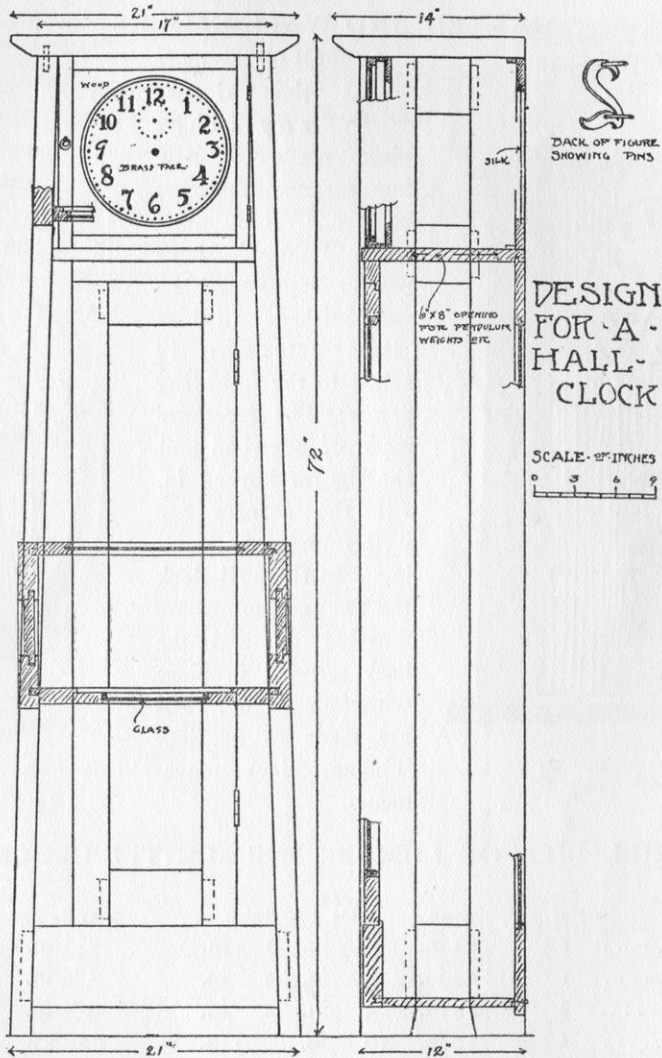 21"
17"
14"
WOOD
12
1
2
3
4
5
6
7
8
9
10
11
BRASS FACE
SILK
BACK OF FIGURE
SHOWING PINS
6"X8" OPENING
FOR PENDULUM
WEIGHTS ETC
DESIGN
FOR·A·
HALL-
CLOCK
72"
SCALE·OF·INCHES
0 3 6 9
GLASS
21"
12"